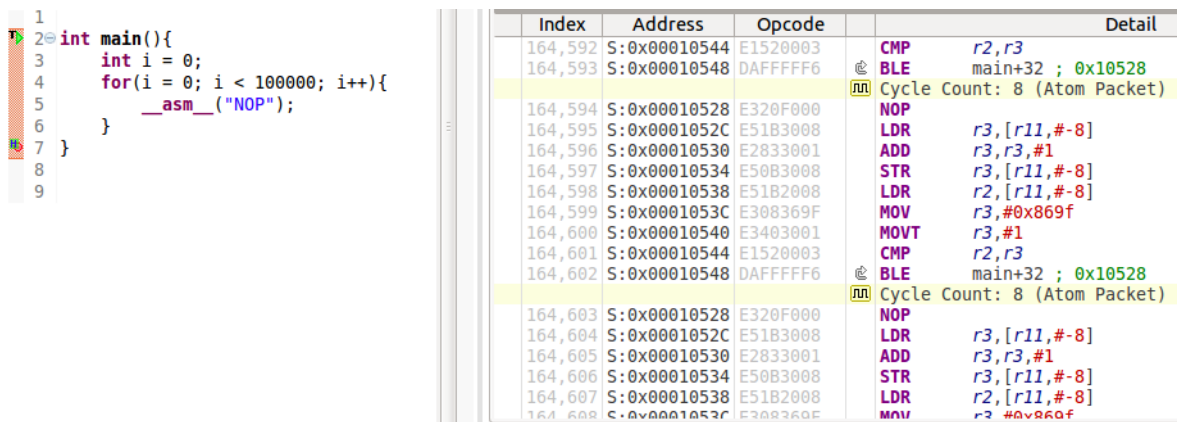 1
2 int main(){
3 int i = 0;
4 for(i = 0; i < 100000; i++){
5 __asm__("NOP");
6 }
7 }
8
9
Index Address Opcode Detail
164,592 S:0x00010544 E1520003 CMP r2,r3
164,593 S:0x00010548 DAFFFFF6 BLE main+32 ; 0x10528
Cycle Count: 8 (Atom Packet)
164,594 S:0x00010528 E320F000 NOP
164,595 S:0x0001052C E51B3008 LDR r3,[r11,#-8]
164,596 S:0x00010530 E2833001 ADD r3,r3,#1
164,597 S:0x00010534 E50B3008 STR r3,[r11,#-8]
164,598 S:0x00010538 E51B2008 LDR r2,[r11,#-8]
164,599 S:0x0001053C E308369F MOV r3,#0x869f
164,600 S:0x00010540 E3403001 MOVT r3,#1
164,601 S:0x00010544 E1520003 CMP r2,r3
164,602 S:0x00010548 DAFFFFF6 BLE main+32 ; 0x10528
Cycle Count: 8 (Atom Packet)
164,603 S:0x00010528 E320F000 NOP
164,604 S:0x0001052C E51B3008 LDR r3,[r11,#-8]
164,605 S:0x00010530 E2833001 ADD r3,r3,#1
164,606 S:0x00010534 E50B3008 STR r3,[r11,#-8]
164,607 S:0x00010538 E51B2008 LDR r2,[r11,#-8]
164,608 S:0x0001053C E308369F MOV r3,#0x869f